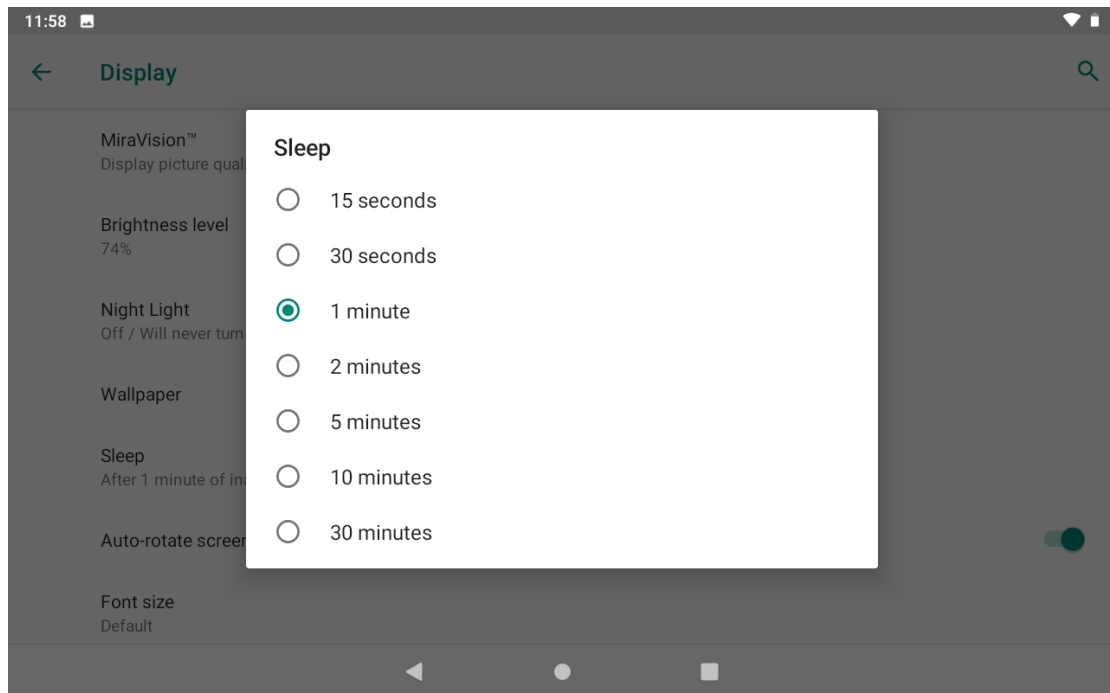 11:58
Display
MiraVision™
Display picture qual
Brightness level
74%
Night Light
Off / Will never turn
Wallpaper
Sleep
After 1 minute of ina
Auto-rotate screen
Font size
Default
Sleep
15 seconds
30 seconds
1 minute
2 minutes
5 minutes
10 minutes
30 minutes